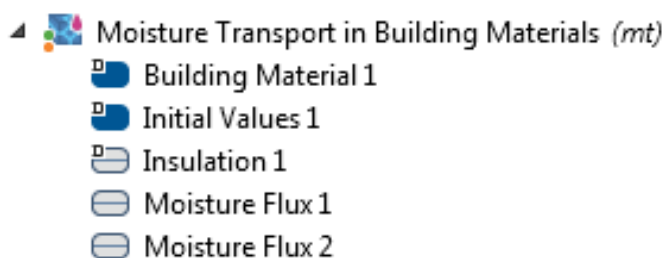 Moisture Transport in Building Materials (mt)
D Building Material 1
D Initial Values 1
D Insulation 1
Moisture Flux 1
Moisture Flux 2